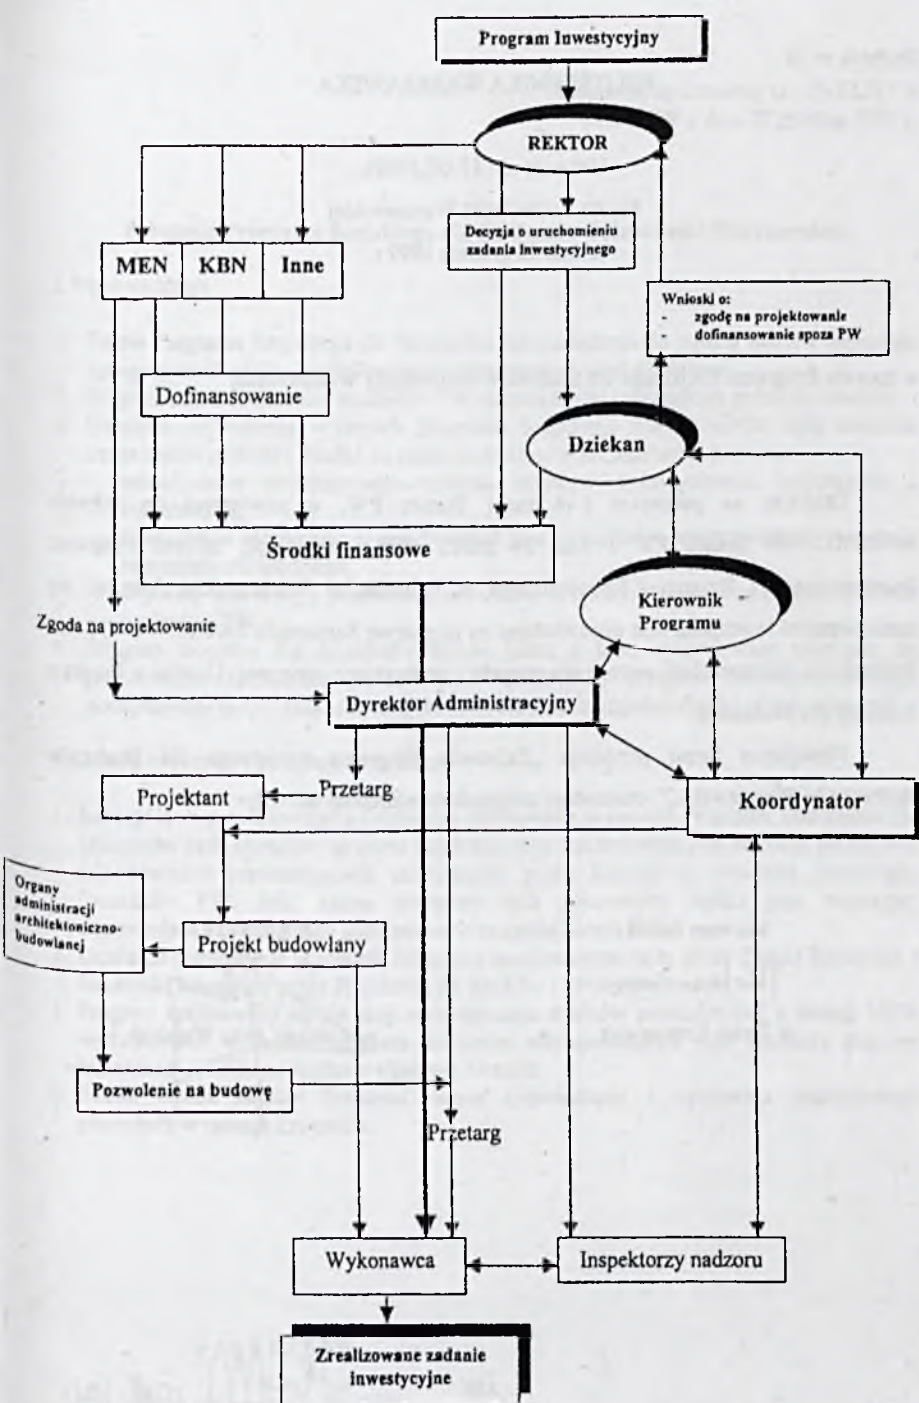 Program Inwestycyjny
REKTOR
Decyzja o uruchomieniu
zadania inwestycyjnego
MEN KBN Inne
Wnioski o:
- zgodę na projektowanie
- dofinansowanie spoza PW
Dofinansowanie
Dziekan
Środki finansowe
Kierownik
Programu
Zgoda na projektowanie
Dyrektor Administracyjny
Projektant
Przetarg
Koordynator
Organy
administracji
architektoniczno-
budowlanej
Projekt budowlany
Pozwolenie na budowę
Przetarg
Wykonawca
Inspektorzy nadzoru
Zrealizowane zadanie
inwestycyjne